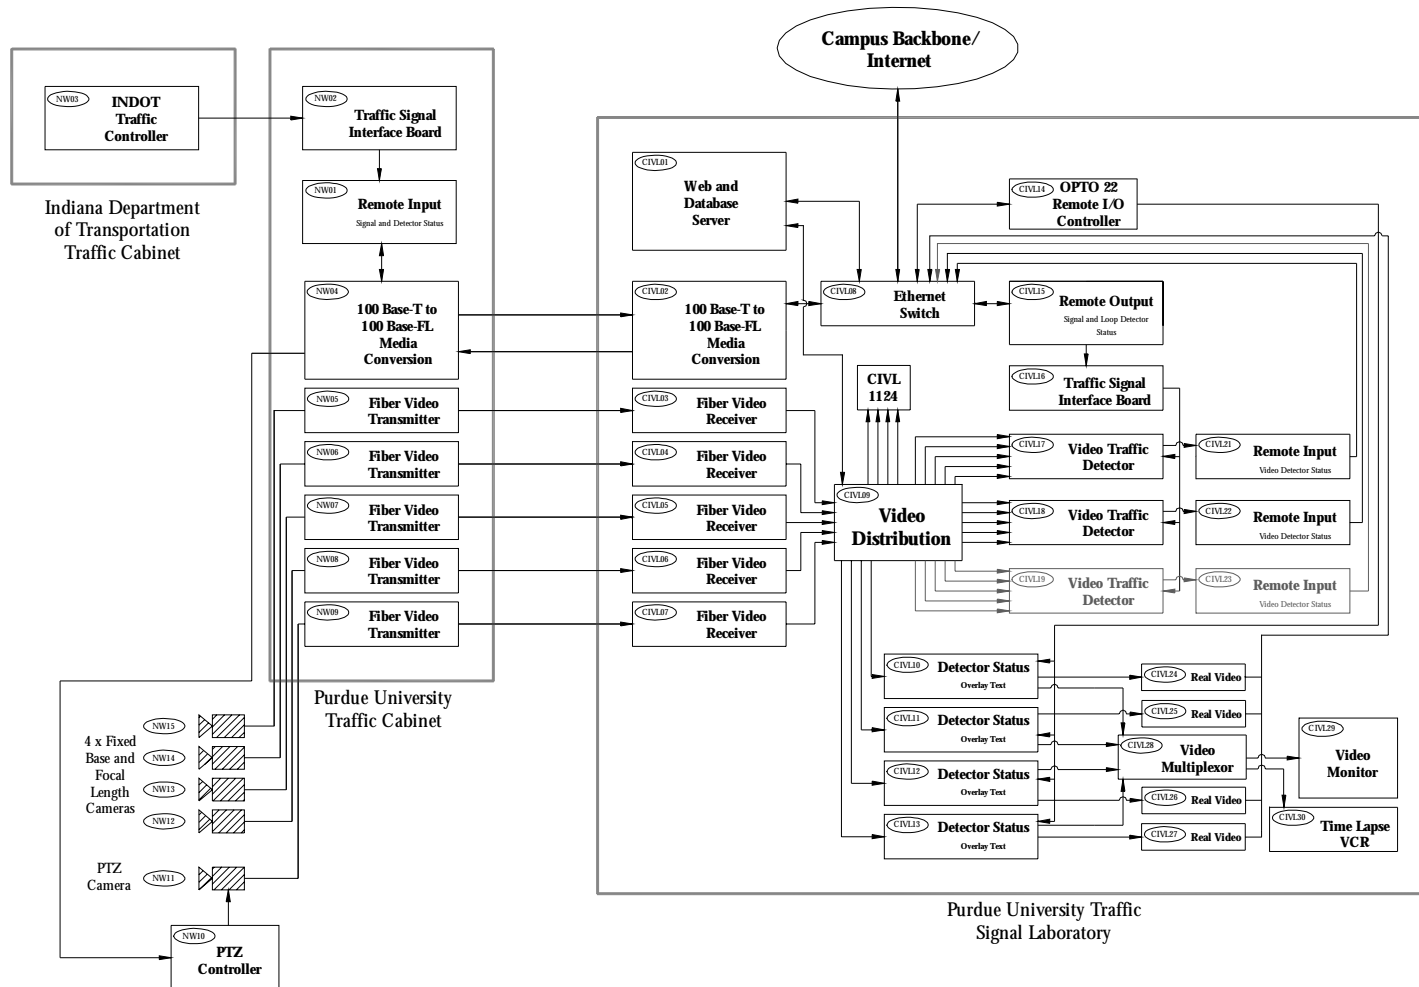 Campus Backbone/
Internet
NW03
INDOT
Traffic
Controller
Indiana Department
of Transportation
Traffic Cabinet
NW02
Traffic Signal
Interface Board
NW01
Remote Input
Signal and Detector Status
NW04
100 Base-T to
100 Base-FL
Media
Conversion
NW05
Fiber Video
Transmitter
NW06
Fiber Video
Transmitter
NW07
Fiber Video
Transmitter
NW08
Fiber Video
Transmitter
NW09
Fiber Video
Transmitter
Purdue University
Traffic Cabinet
NW15
NW14
NW13
NW12
4 x Fixed
Base and
Focal
Length
Cameras
PTZ
Camera
NW11
NW10
PTZ
Controller
CIVL01
Web and
Database
Server
CIVL02
100 Base-T to
100 Base-FL
Media
Conversion
CIVL03
Fiber Video
Receiver
CIVL04
Fiber Video
Receiver
CIVL05
Fiber Video
Receiver
CIVL06
Fiber Video
Receiver
CIVL07
Fiber Video
Receiver
CIVL08
Ethernet
Switch
CIVL
1124
CIVL09
Video
Distribution
CIVL14
OPTO 22
Remote I/O
Controller
CIVL15
Remote Output
Signal and Loop Detector
Status
CIVL16
Traffic Signal
Interface Board
CIVL17
Video Traffic
Detector
CIVL21
Remote Input
Video Detector Status
CIVL18
Video Traffic
Detector
CIVL22
Remote Input
Video Detector Status
CIVL19
Video Traffic
Detector
CIVL23
Remote Input
Video Detector Status
CIVL10
Detector Status
Overlay Text
CIVL11
Detector Status
Overlay Text
CIVL12
Detector Status
Overlay Text
CIVL13
Detector Status
Overlay Text
CIVL24
Real Video
CIVL25
Real Video
CIVL28
Video
Multiplexor
CIVL26
Real Video
CIVL27
Real Video
CIVL29
Video
Monitor
CIVL30
Time Lapse
VCR
Purdue University Traffic
Signal Laboratory